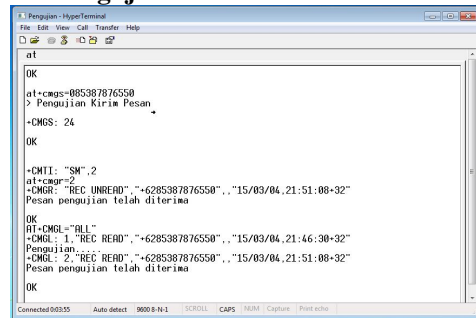 Pengujian - HyperTerminal
File Edit View Call Transfer Help
at
OK
at+cmgs=085387876550
> Pengujian Kirim Pesan
+CMGS: 24
OK
+CMTI: "SM",2
at+cmgr=2
+CMGR: "REC UNREAD","+6285387876550",,"15/03/04,21:51:08+32"
Pesan pengujian telah diterima
OK
AT+CMGL="ALL"
+CMGL: 1,"REC READ","+6285387876550",,"15/03/04,21:46:30+32"
Pengujian.....
+CMGL: 2,"REC READ","+6285387876550",,"15/03/04,21:51:08+32"
Pesan pengujian telah diterima
OK
Connected 0:03:55 Auto detect 9600 8-N-1 SCROLL CAPS NUM Capture Print echo